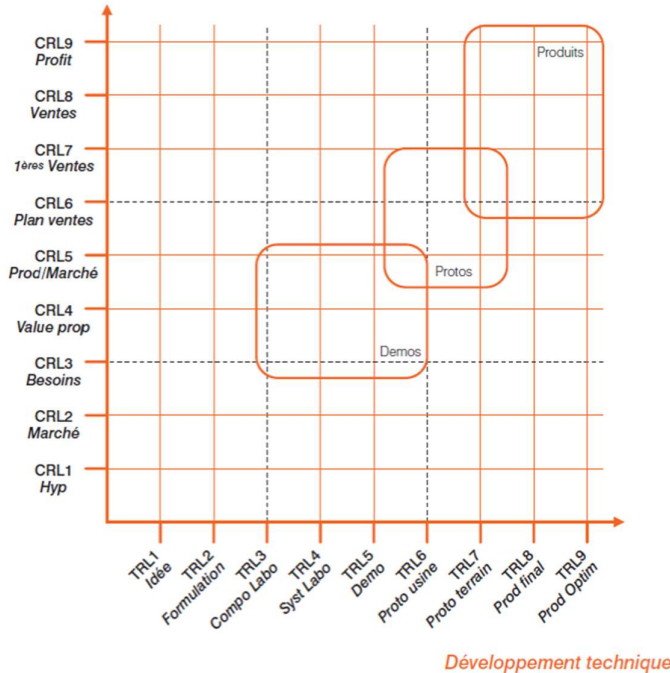 CRL9
Profit
Produits
CRL8
Ventes
CRL7
1ères Ventes
CRL6
Plan ventes
CRL5
Prod/Marché
Protos
CRL4
Value prop
Demos
CRL3
Besoins
CRL2
Marché
CRL1
Hyp
TRL1
Idée
TRL2
Formulation
TRL3
Compo Labo
TRL4
Syst Labo
TRL5
Demo
TRL6
Proto usine
TRL7
Proto terrain
TRL8
Prod final
TRL9
Prod Optim
Développement technique